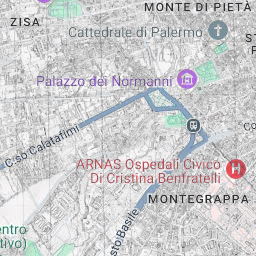 MONTE DI PIETÀ
ZISA
Cattedrale di Palermo
Palazzo dei Normanni
C.so Calatafimi
ARNAS Ospedali Civico
Di Cristina Benfratelli
MONTEGRAPPA
Basile